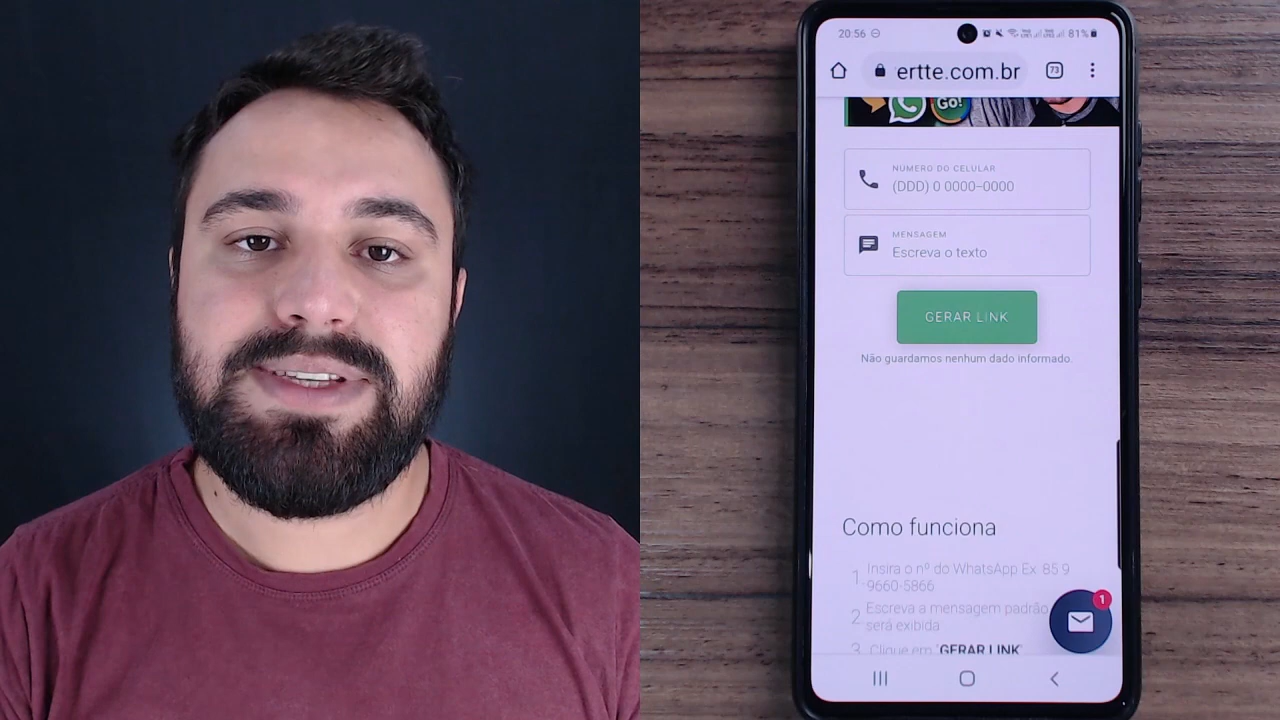 20:56
81%
ertte.com.br
73
Go!
NÚMERO DO CELULAR
(DDD) 0 0000-0000
MENSAGEM
Escreva o texto
GERAR LINK
Não guardamos nenhum dado informado.
Como funciona
1 Insira o nº do WhatsApp Ex: 85 9
9660-5866
2 Escreva a mensagem padrão
será exibida
1
3 Clique em "GERAR LINK"